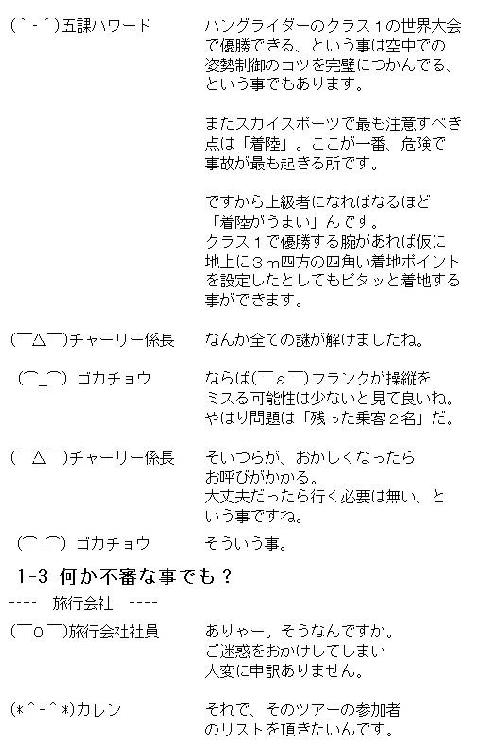 (＾-＾)五課ハワード　ハングライダーのクラス１の世界大会
で優勝できる、という事は空中での
姿勢制御のコツを完璧につかんでる、
という事でもあります。
またスカイスポーツで最も注意すべき
点は「着陸」。ここが一番、危険で
事故が最も起きる所です。
ですから上級者になればなるほど
「着陸がうまい」んです。
クラス１で優勝する腕があれば仮に
地上に３ｍ四方の四角い着地ポイント
を設定したとしてもピタッと着地する
事ができます。
(￣△￣)チャーリー係長　なんか全ての謎が解けましたね。
(⌒_⌒) ゴカチョウ　ならば(￣ε￣)フランクが操縦を
ミスる可能性は少ないと見て良いね。
やはり問題は「残った乗客２名」だ。
(　△　)チャーリー係長　そいつらが、おかしくなったら
お呼びがかかる。
大丈夫だったら行く必要は無い、と
いう事ですね。
(⌒ ⌒) ゴカチョウ　そういう事。
1-3 何か不審な事でも？
----　旅行会社　----
(￣o￣)旅行会社社員　ありゃー。そうなんですか。
ご迷惑をおかけしてしまい
大変に申訳ありません。
(*＾-＾*)カレン　それで、そのツアーの参加者
のリストを頂きたいんです。